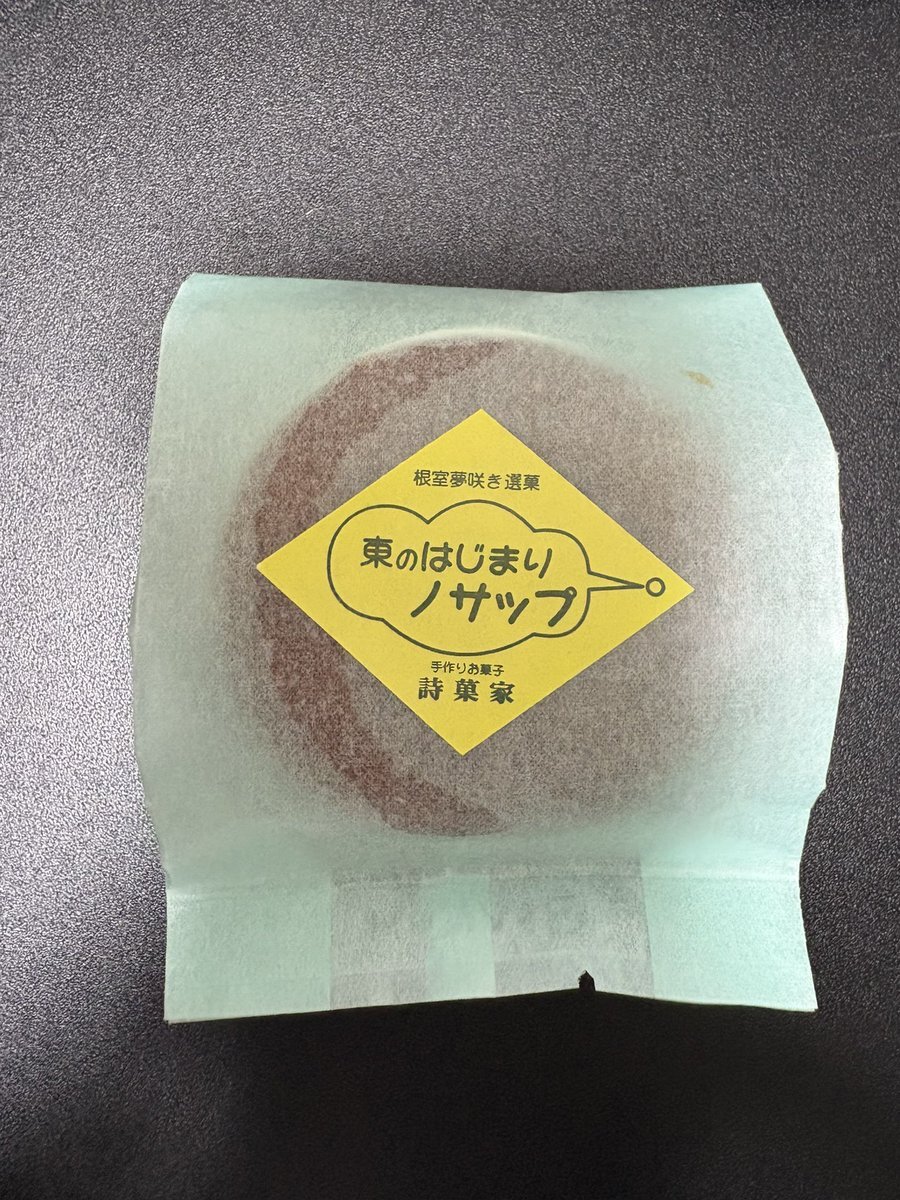 根室夢咲き選菓
東のはじまり
ノサップ
手作りお菓子
詩菓家